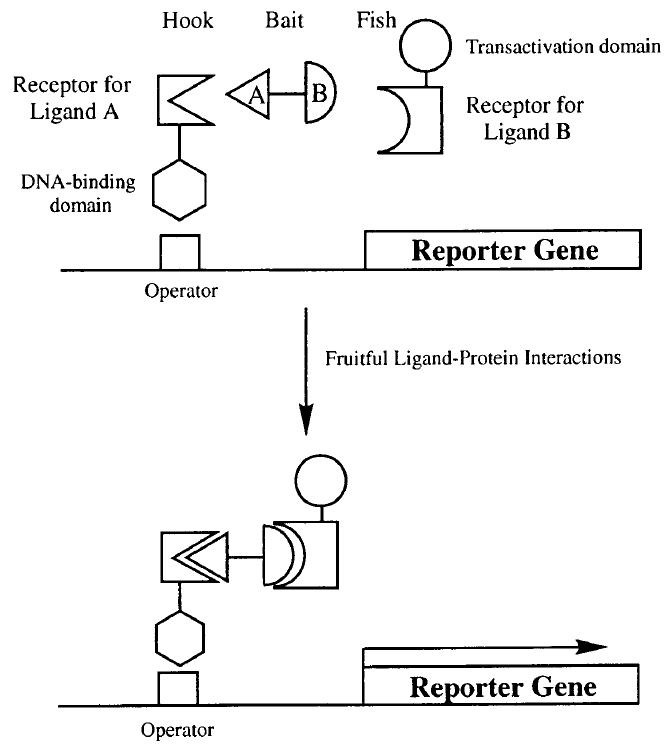 Hook
Bait
Fish
Transactivation domain
Receptor for
Ligand A
A
B
Receptor for
Ligand B
DNA-binding
domain
Reporter Gene
Operator
Fruitful Ligand-Protein Interactions
Reporter Gene
Operator